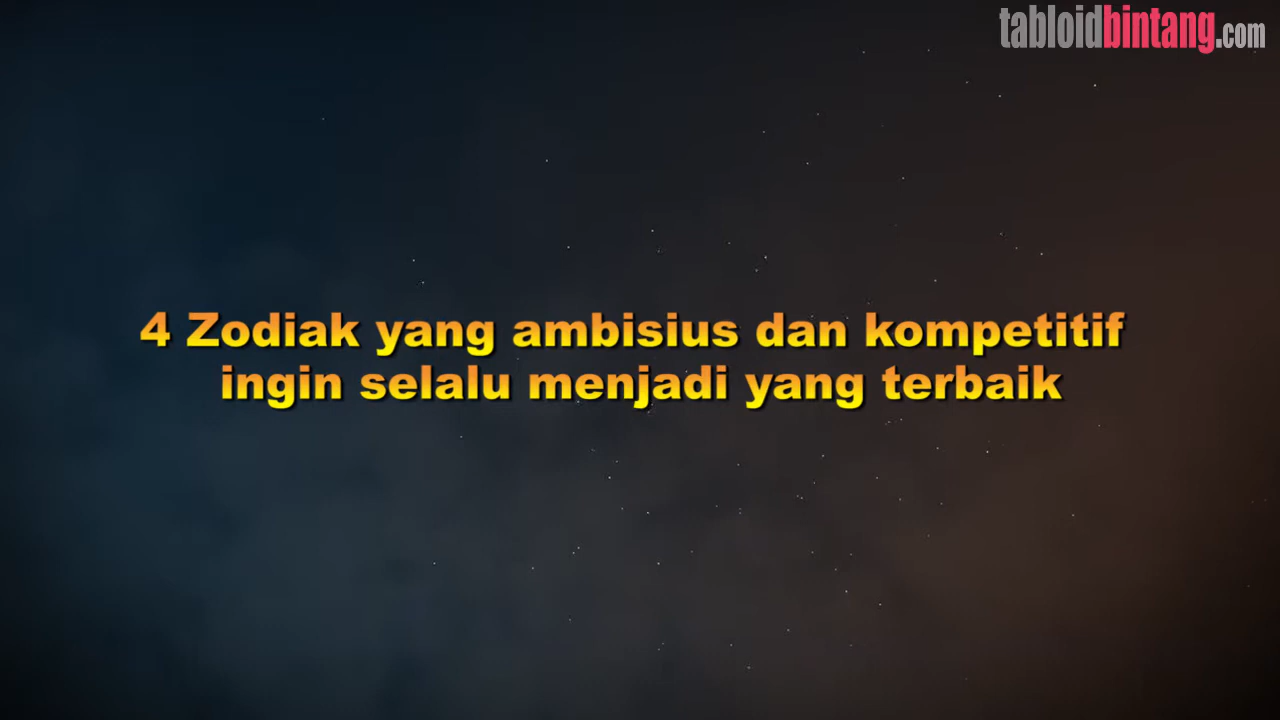 tabloidbintang.com
4 Zodiak yang ambisius dan kompetitif
ingin selalu menjadi yang terbaik